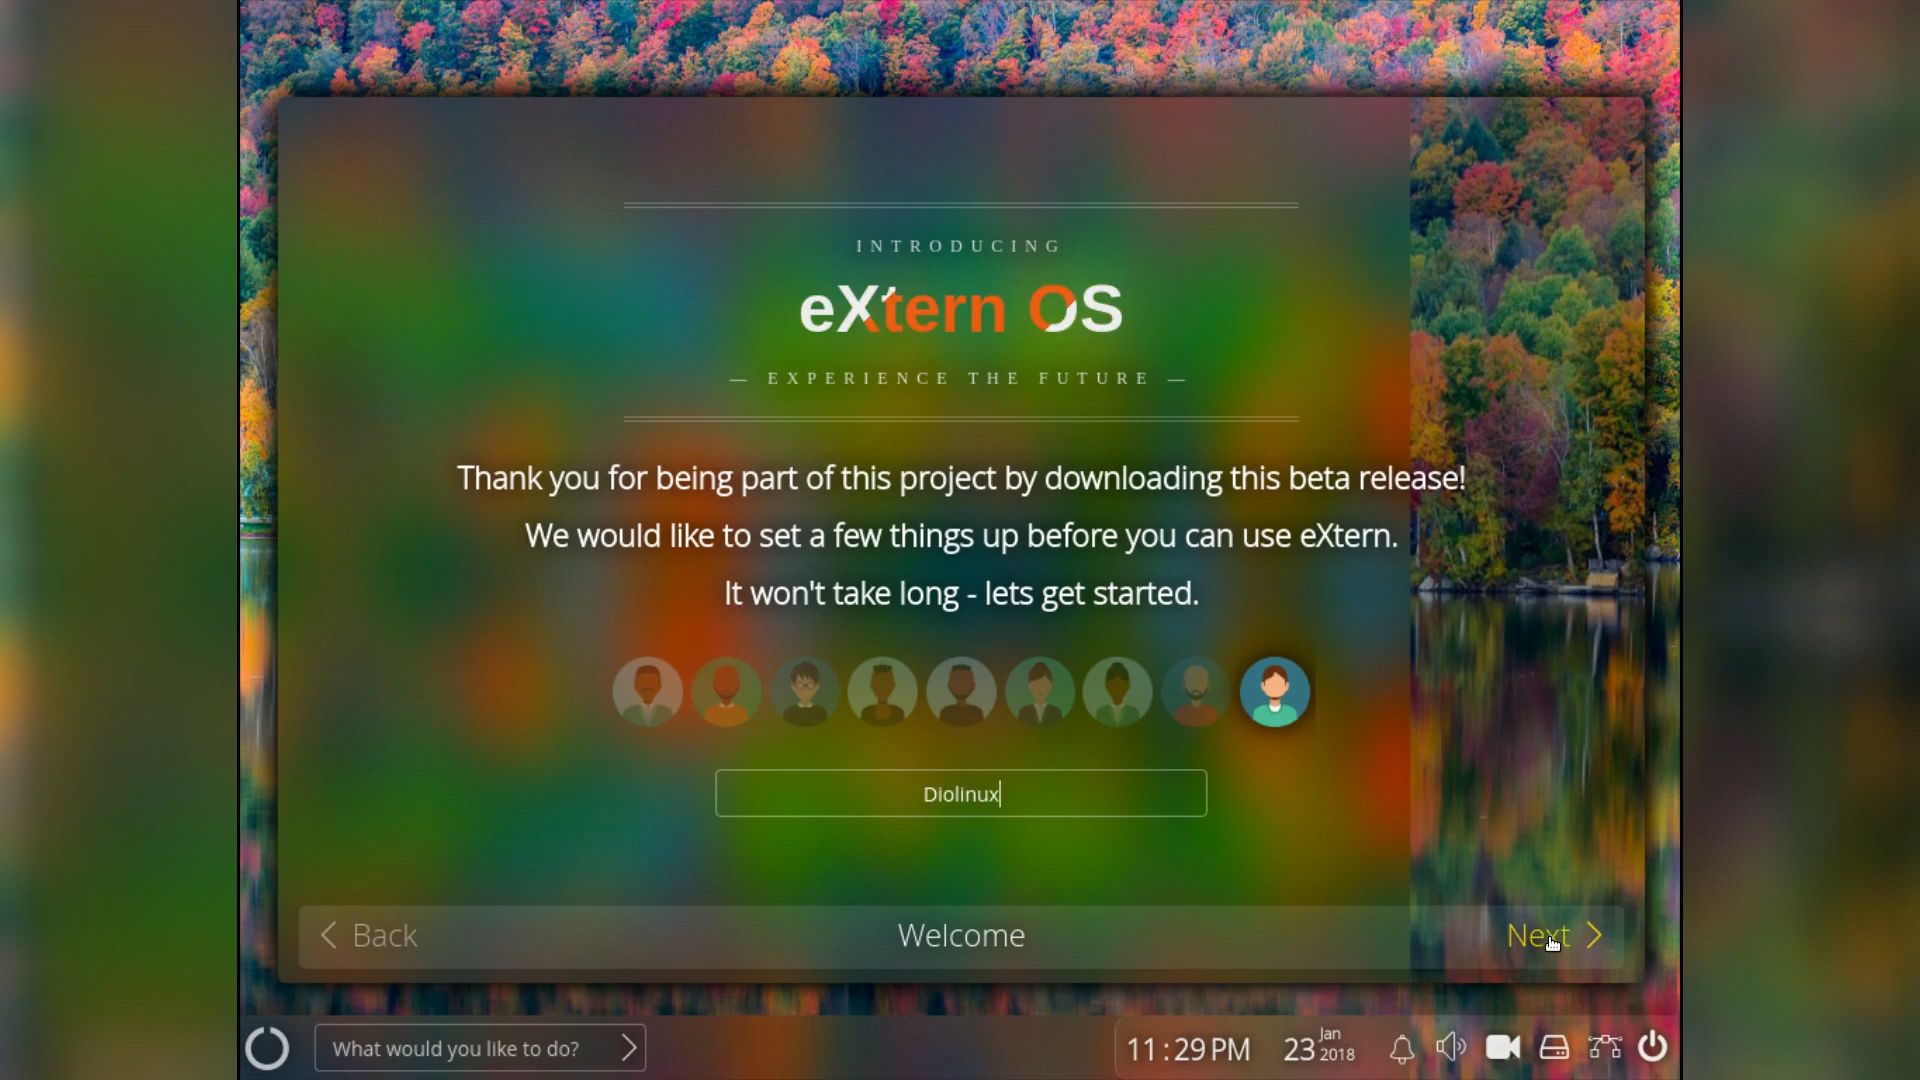 INTRODUCING
eXtern OS
— EXPERIENCE THE FUTURE —
Thank you for being part of this project by downloading this beta release!
We would like to set a few things up before you can use eXtern.
It won't take long - lets get started.
Diolinux
Back
Welcome
Next
What would you like to do?
11:29 PM
23 Jan 2018